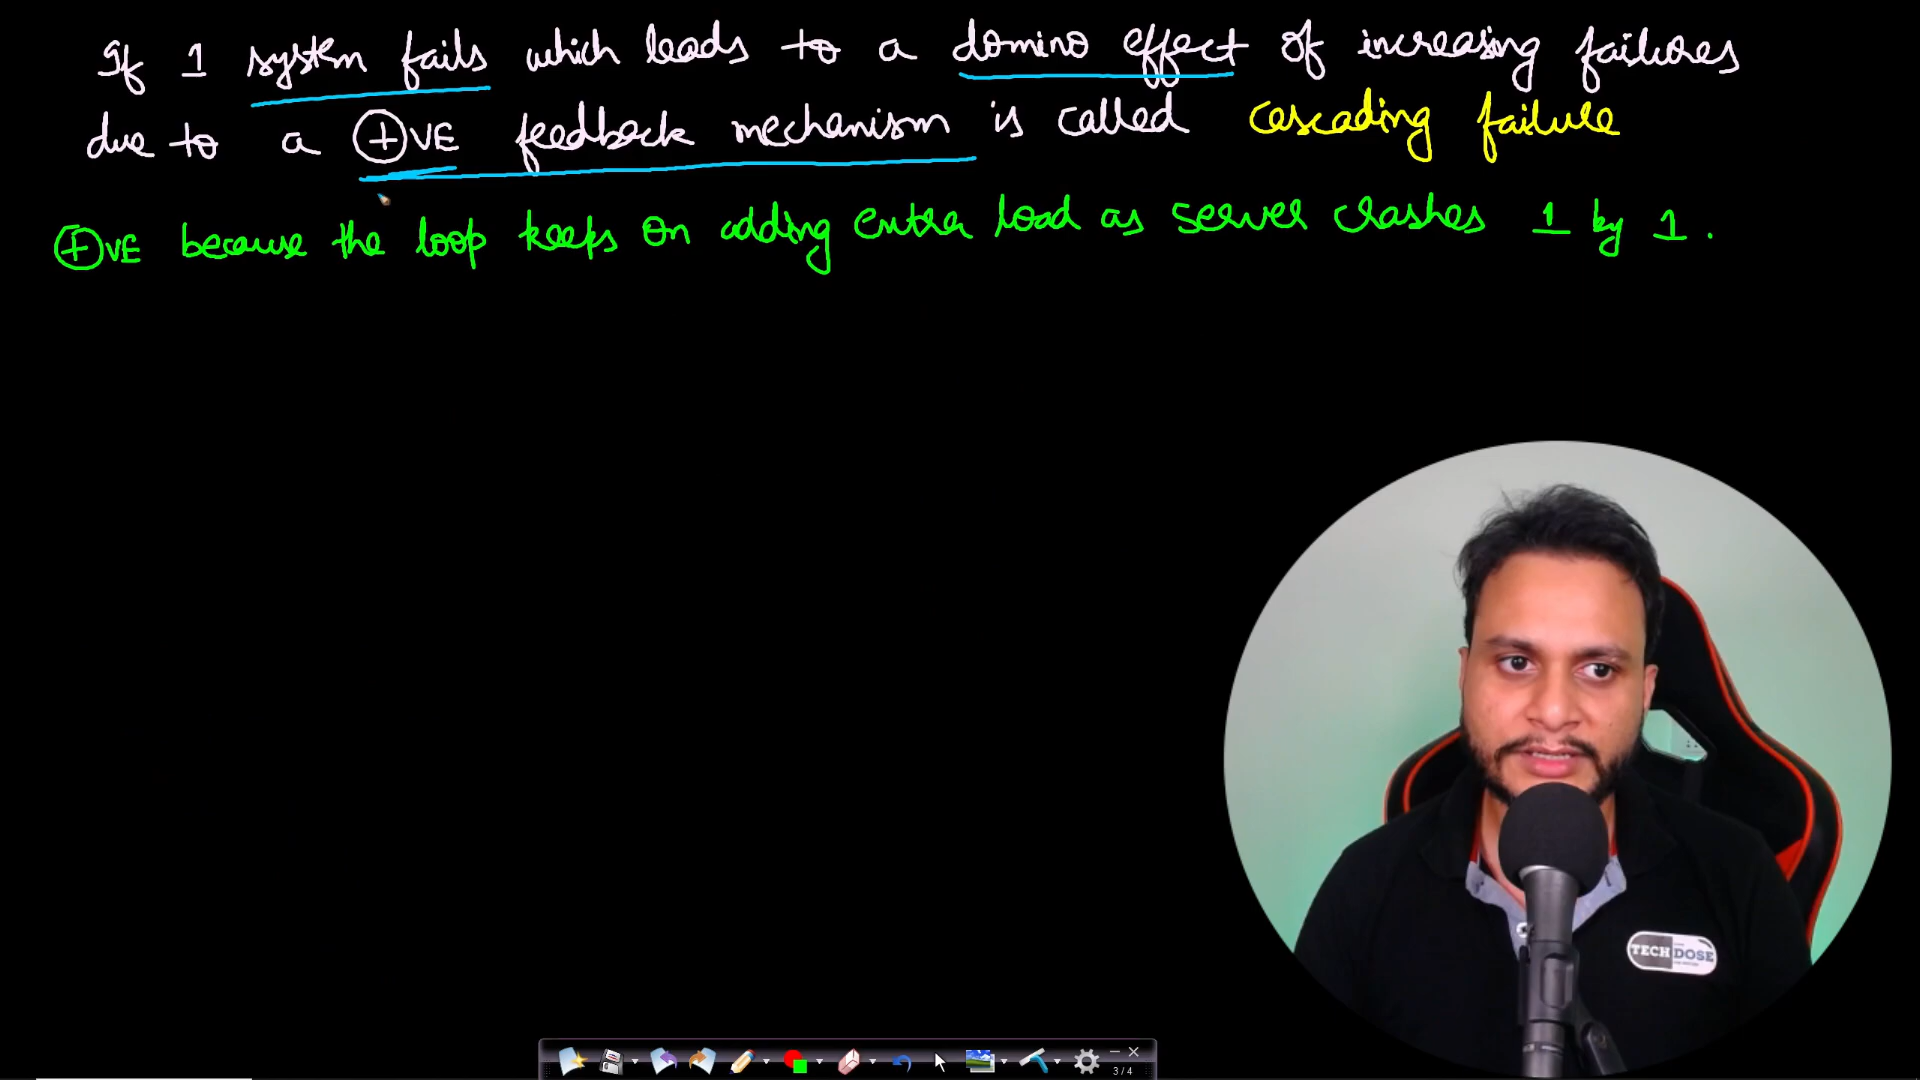 If 1 system fails which leads to a domino effect of increasing failures
due to a ⊕VE feedback mechanism is called cascading failure
⊕VE because the loop keeps on adding extra load as server crashes 1 by 1.
TECH DOSE
3/4